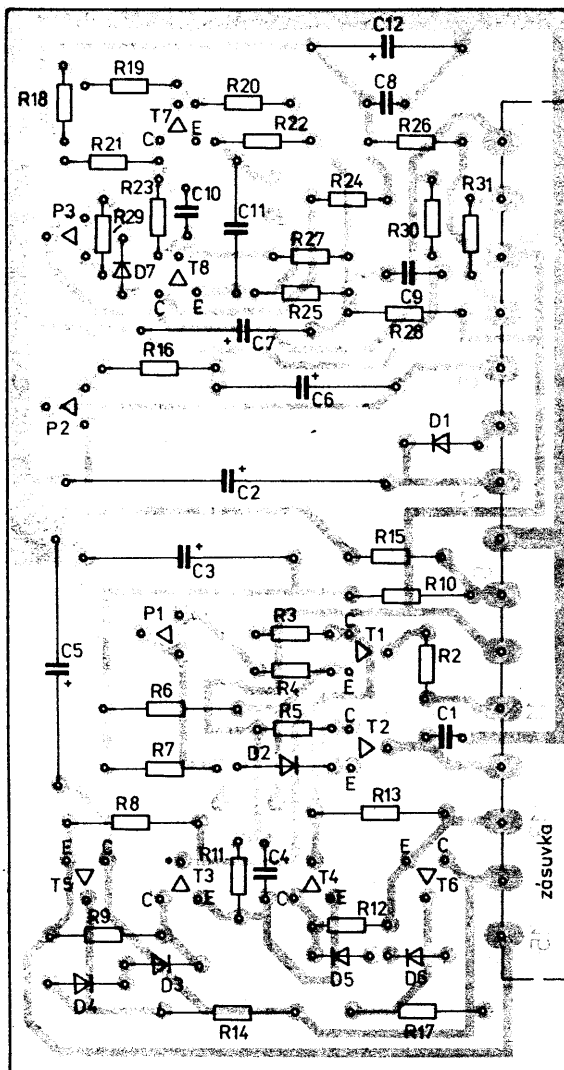 C12
+
R19
R20
C8
R18
T7
R22
R26
C
E
R21
R23
C10
R24
R31
P3
R29
C11
R30
D7
T8
R27
C9
C
E
R25
R28
+
C7
R16
+
C6
P2
D1
+
C2
R15
+
C3
R10
P1
R3
C
T1
R2
C5
R4
E
R6
R5
C
+
T2
C1
R7
D2
E
R13
R8
E
C
R11
C4
E
C
T5
T3
T4
T6
C
E
C
E
R12
zásuvka
R9
D3
D5
D6
D4
R14
R17